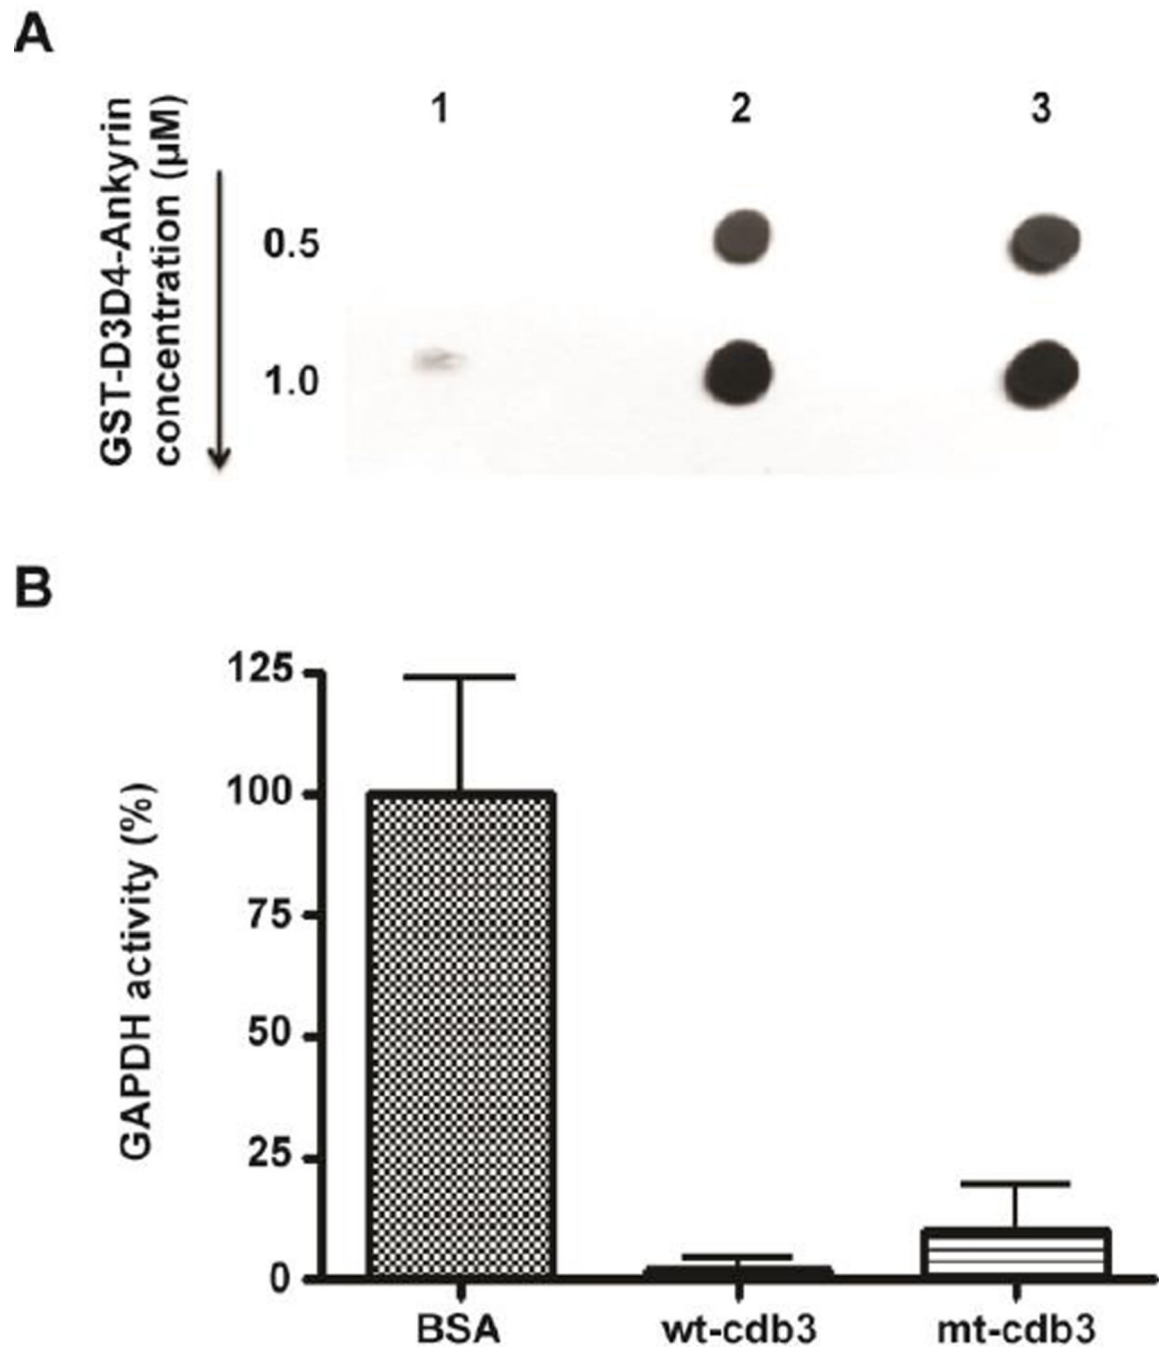 A
GST-D3D4-Ankyrin
concentration (µM)
1 2 3
0.5
1.0
B
GAPDH activity (%)
125
100
75
50
25
0
BSA wt-cdb3 mt-cdb3